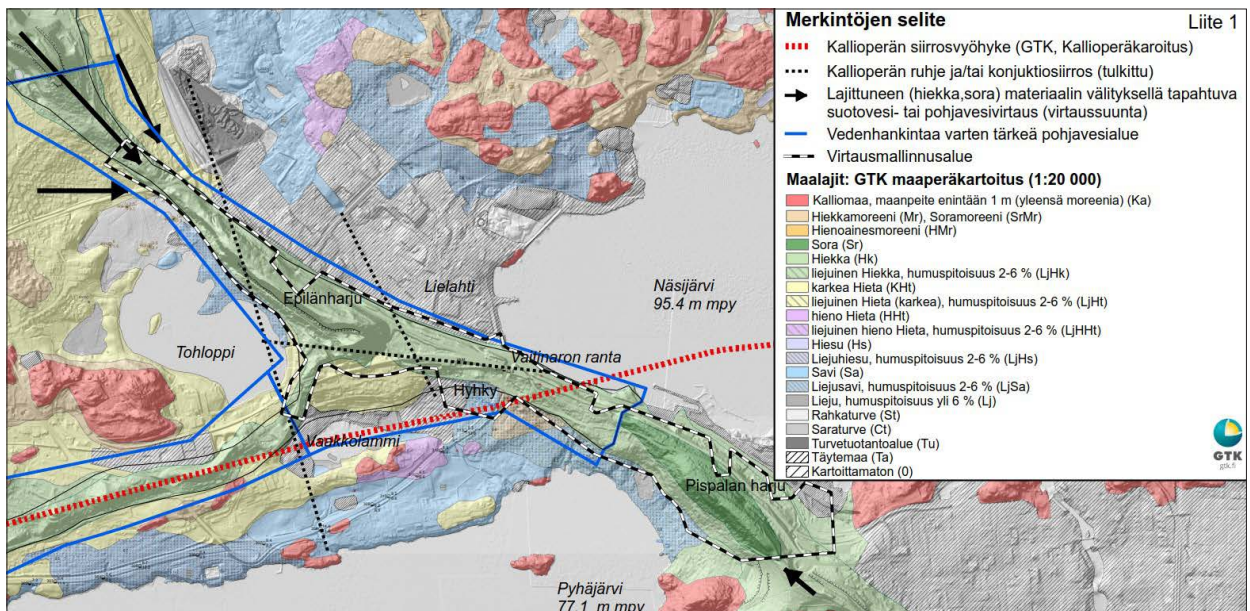 Merkintöjen selite
Liite 1
Kallioperän siirrosvyöhyke (GTK, Kallioperäkaroitus)
Kallioperän ruhje ja/tai konjuktiosiirros (tulkittu)
Lajittuneen (hiekka,sora) materiaalin välityksellä tapahtuva
suotovesi- tai pohjavesivirtaus (virtaussuunta)
Vedenhankintaa varten tärkeä pohjavesialue
Virtausmallinnusalue
Maalajit: GTK maaperäkartoitus (1:20 000)
Kalliomaa, maanpeite enintään 1 m (yleensä moreenia) (Ka)
Hiekkamoreeni (Mr), Soramoreeni (SrMr)
Hienoainesmoreeni (HMr)
Sora (Sr)
Hiekka (Hk)
liejuinen Hiekka, humuspitoisuus 2-6 % (LjHk)
karkea Hieta (KHt)
liejuinen Hieta (karkea), humuspitoisuus 2-6 % (LjHt)
hieno Hieta (HHt)
liejuinen hieno Hieta, humuspitoisuus 2-6 % (LjHHt)
Hiesu (Hs)
Liejuhiesu, humuspitoisuus 2-6 % (LjHs)
Savi (Sa)
Liejusavi, humuspitoisuus 2-6 % (LjSa)
Lieju, humuspitoisuus yli 6 % (Lj)
Rahkaturve (St)
Saraturve (Ct)
Turvetuotantoalue (Tu)
Täytemaa (Ta)
Kartoittamaton (0)
GTK
gtk.fi
Näsijärvi
95.4 m mpy
Lielahti
Epilänharju
Tohloppi
Vaitinaron ranta
Hyhky
Vaakkolammi
Pispalan harju
Pyhäjärvi
77.1 m mpy